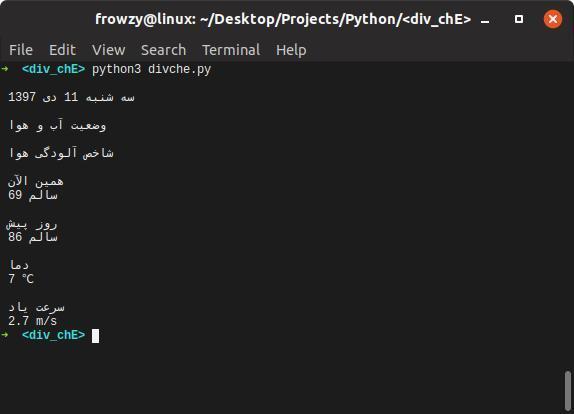 frowzy@linux: ~/Desktop/Projects/Python/<div_chE>
File Edit View Search Terminal Help
➜ <div_chE> python3 divche.py
سه شنبه 11 دی 1397
وضعیت آب و هوا
شاخص آلودگی هوا
همین الآن
سالم 69
روز پیش
سالم 86
دما
7 °C
سرعت باد
2.7 m/s
➜ <div_chE>